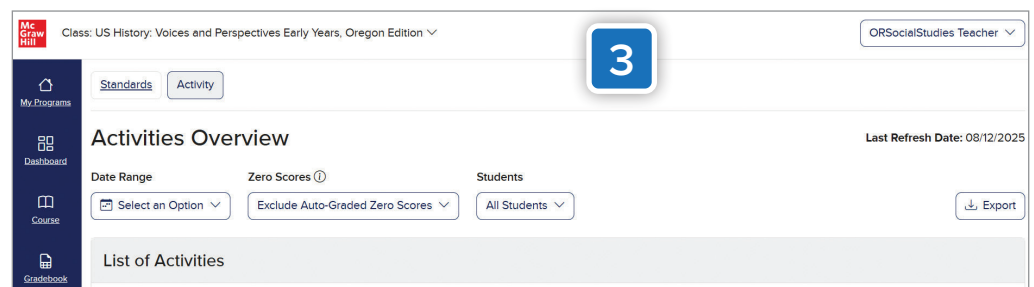 Mc
Graw
Hill
Class: US History: Voices and Perspectives Early Years, Oregon Edition
3
ORSocialStudies Teacher
My Programs
Standards
Activity
Dashboard
Activities Overview
Last Refresh Date: 08/12/2025
Date Range
Zero Scores
Students
Course
Select an Option
Exclude Auto-Graded Zero Scores
All Students
Export
Gradebook
List of Activities